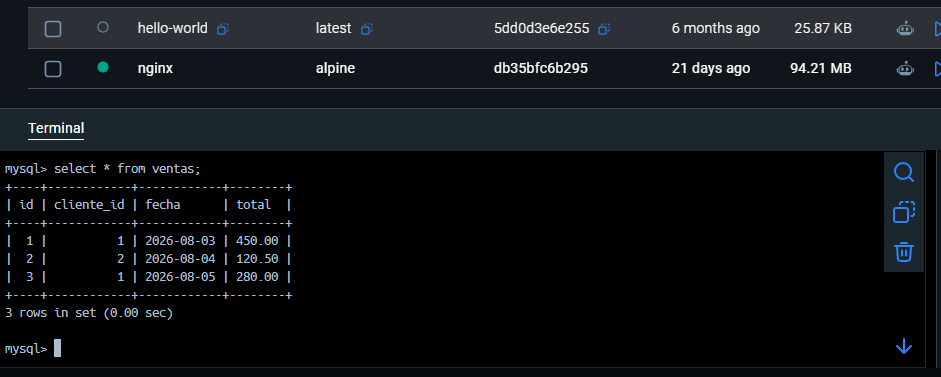 hello-world latest 5dd0d3e6e255 6 months ago 25.87 KB
nginx alpine db35bfc6b295 21 days ago 94.21 MB
Terminal
mysql> select * from ventas;
+----+------------+------------+--------+
| id | cliente_id | fecha      | total  |
+----+------------+------------+--------+
|  1 |          1 | 2026-08-03 | 450.00 |
|  2 |          2 | 2026-08-04 | 120.50 |
|  3 |          1 | 2026-08-05 | 280.00 |
+----+------------+------------+--------+
3 rows in set (0.00 sec)
mysql>